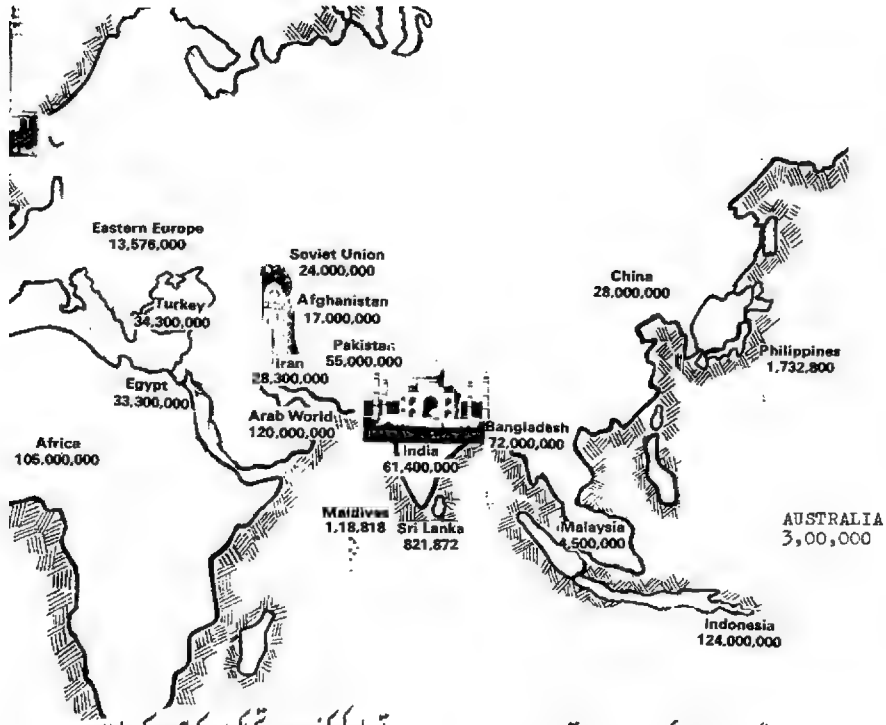 Eastern Europe
13,576,000
Soviet Union
24.000,000
China
28.000,000
Turkey
34.300,000
Afghanistan
17.000,000
Pakistan
55.000,000
Iran
28,300,000
Philippines
1,732,800
Egypt
33,300,000
Arab World
120,000,000
Bangladesh
72,000,000
Africa
106,000,000
India
61,400,000
Maldives
1,18,818
Sri Lanka
821,872
Malaysia
4,500,000
AUSTRALIA
3,00,000
Indonesia
124,000,000